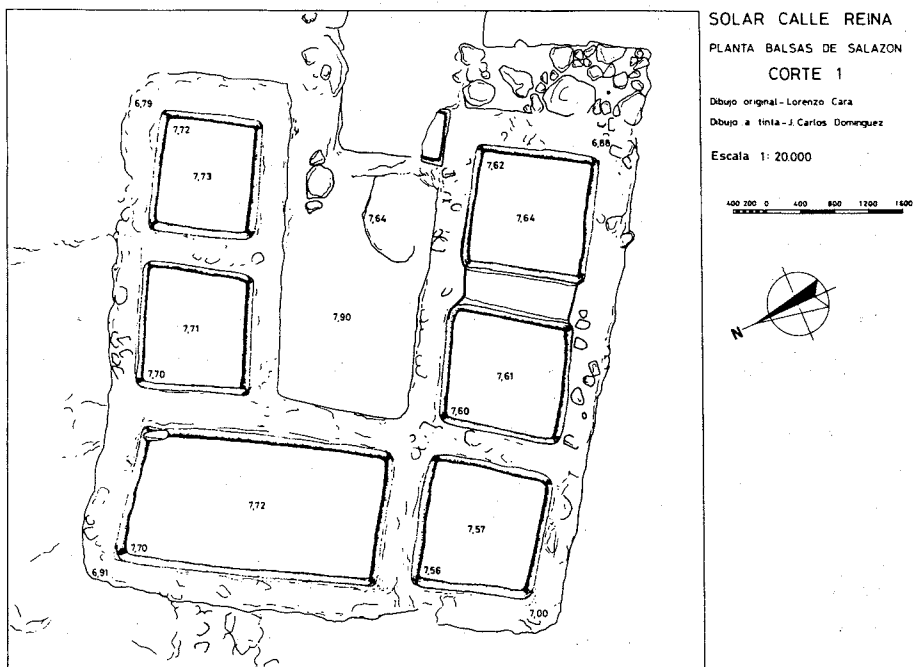 SOLAR CALLE REINA
PLANTA BALSAS DE SALAZON
CORTE 1
Dibujo original-Lorenzo Cara
Dibujo a tinta-J. Carlos Dominguez
Escala 1: 20.000
400 200 0 400 800 1200 1600
N
6,79
7,72
7,73
7,64
6,88
7,62
7,64
7,71
7,70
7,90
7,61
7,60
7,72
7,70
6,91
7,57
7,56
7,00